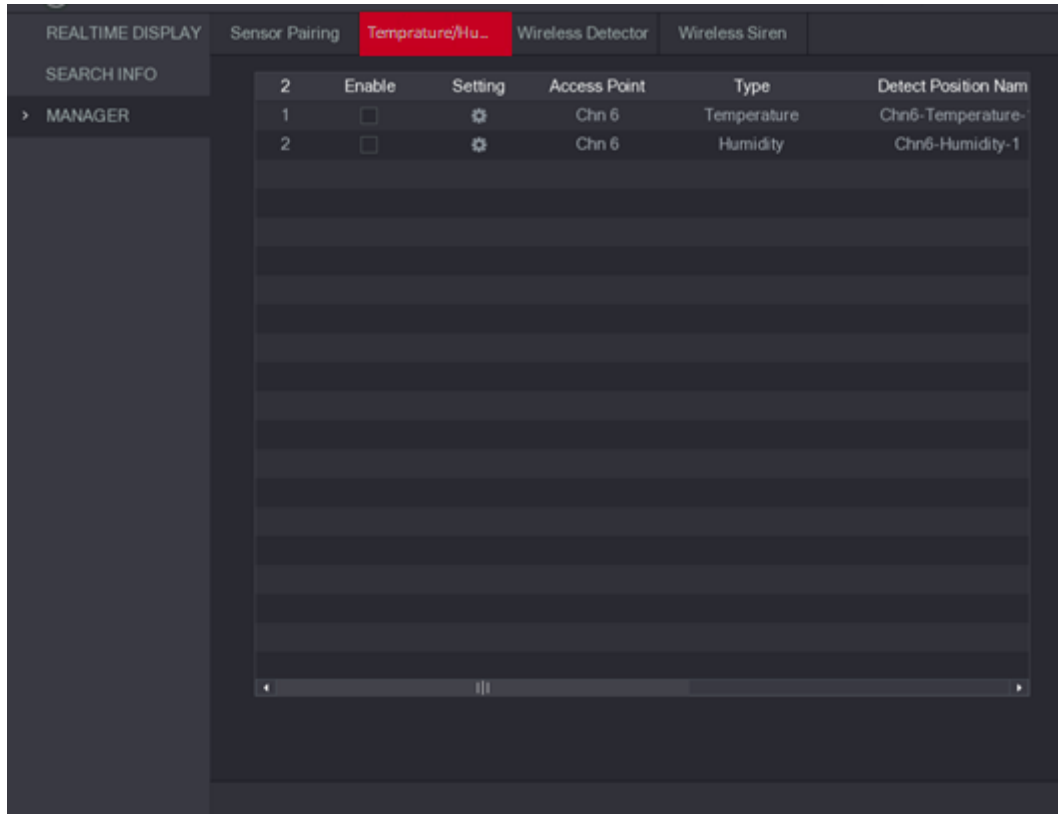 REALTIME DISPLAY
SEARCH INFO
MANAGER
Sensor Pairing Temprature/Hu... Wireless Detector Wireless Siren
2 Enable Setting Access Point Type Detect Position Nam
1 Chn 6 Temperature Chn6-Temperature-1
2 Chn 6 Humidity Chn6-Humidity-1